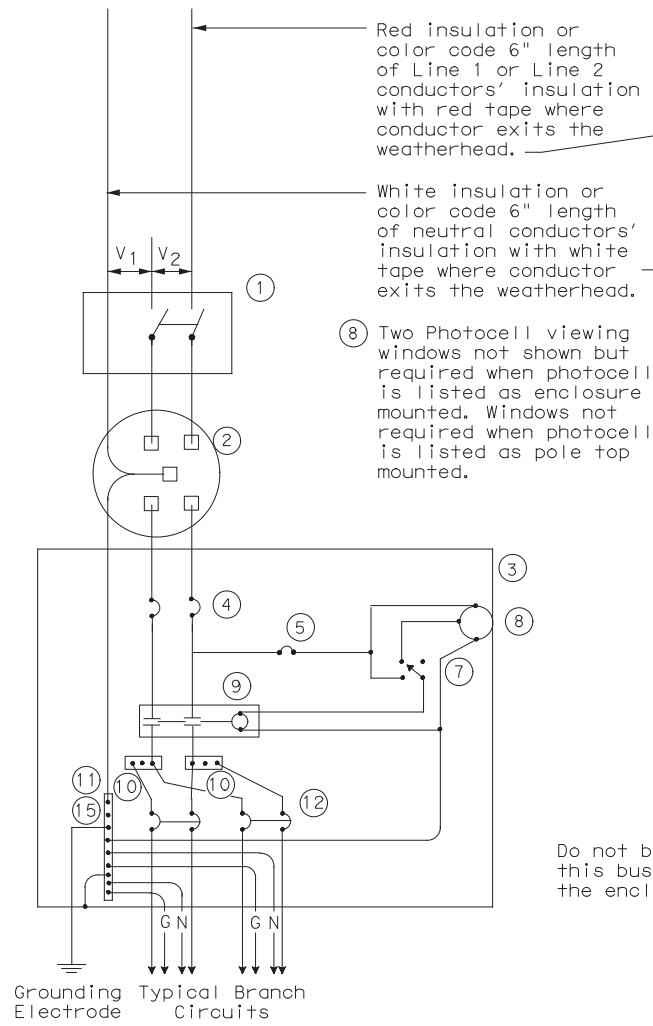 Red insulation or
color code 6" length
of Line 1 or Line 2
conductors' insulation
with red tape where
conductor exits the
weatherhead.
White insulation or
color code 6" length
of neutral conductors'
insulation with white
tape where conductor
exits the weatherhead.
V1 V2
1
8 Two Photocell viewing
windows not shown but
required when photocell
is listed as enclosure
mounted. Windows not
required when photocell
is listed as pole top
mounted.
2
3
4
5
8
7
9
10 10
11
15
12
Do not b
this bus
the encl
G N G N
Grounding
Electrode
Typical Branch
Circuits